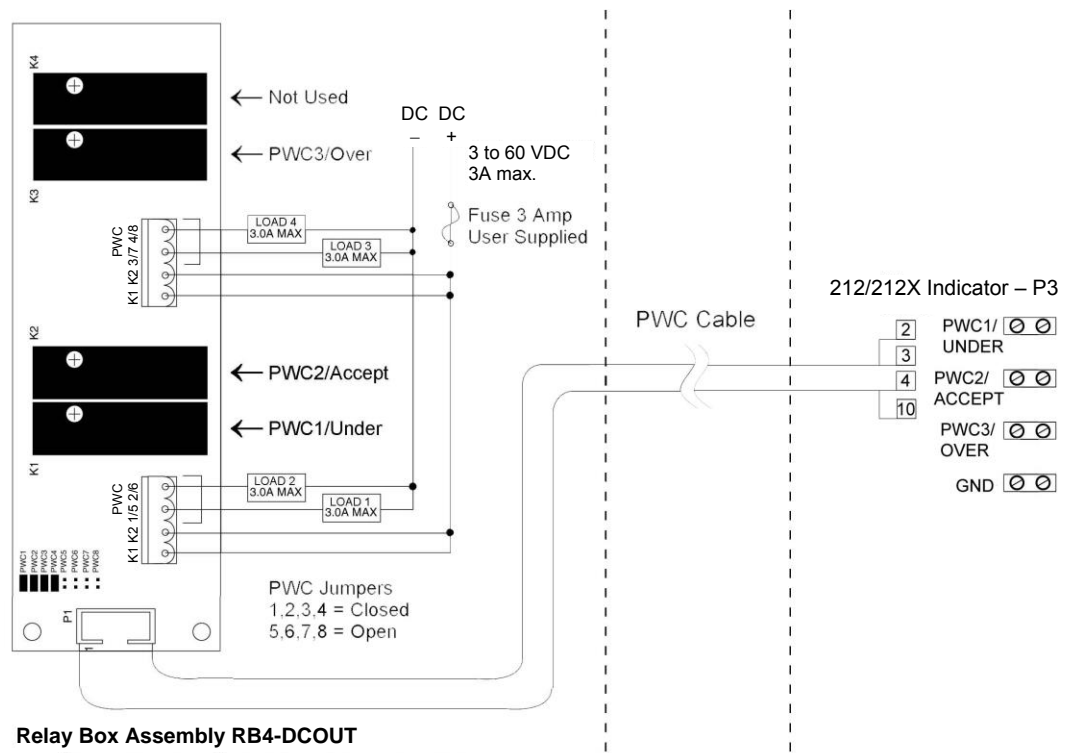 K4
Not Used
K3
PWC3/Over
DC DC
– +
3 to 60 VDC
3A max.
Fuse 3 Amp
User Supplied
LOAD 4
3.0A MAX
LOAD 3
3.0A MAX
PWC
K1 K2 3/7 4/8
K2
PWC2/Accept
K1
PWC1/Under
LOAD 2
3.0A MAX
LOAD 1
3.0A MAX
PWC
K1 K2 1/5 2/6
PWC1
PWC2
PWC3
PWC4
PWC5
PWC6
PWC7
PWC8
PWC Jumpers
1,2,3,4 = Closed
5,6,7,8 = Open
P1
1
Relay Box Assembly RB4-DCOUT
PWC Cable
212/212X Indicator – P3
2
3
4
10
PWC1/
UNDER
PWC2/
ACCEPT
PWC3/
OVER
GND